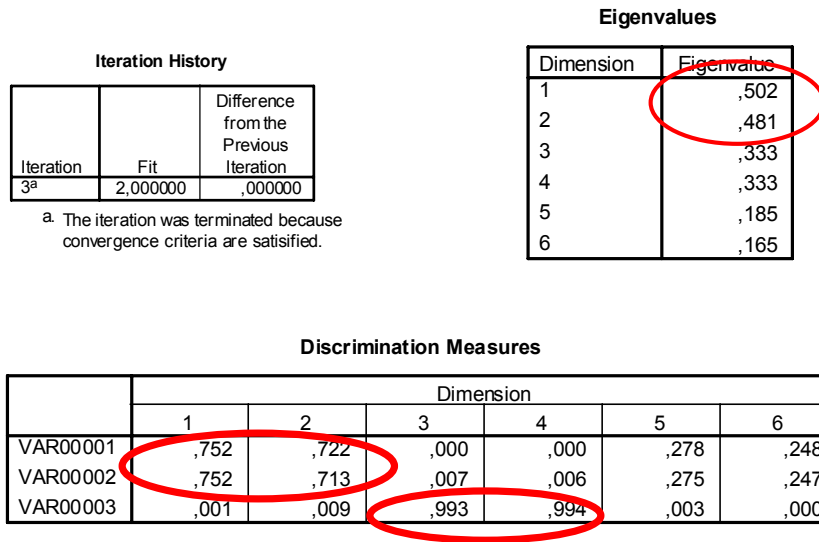 Iteration History
Iteration Fit Difference from the Previous Iteration
3a 2,000000 ,000000
a. The iteration was terminated because
convergence criteria are satisified.
Eigenvalues
Dimension Eigenvalue
1 ,502
2 ,481
3 ,333
4 ,333
5 ,185
6 ,165
Discrimination Measures
Dimension
1 2 3 4 5 6
VAR00001 ,752 ,722 ,000 ,000 ,278 ,248
VAR00002 ,752 ,713 ,007 ,006 ,275 ,247
VAR00003 ,001 ,009 ,993 ,994 ,003 ,000